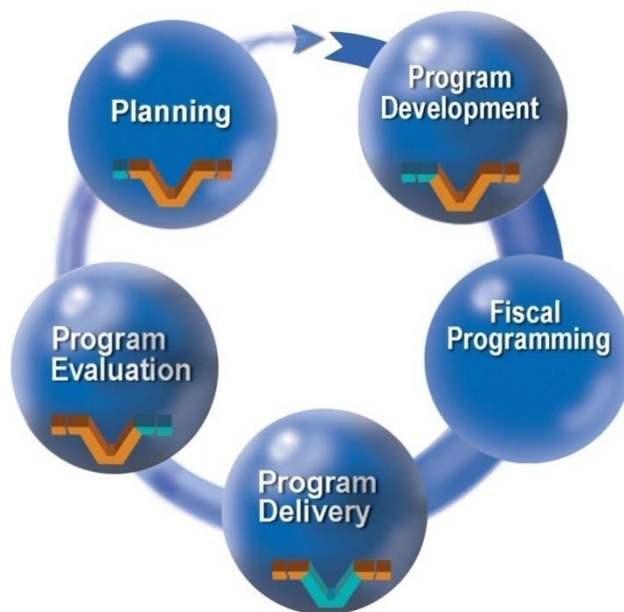 Planning
Program
Development
Fiscal
Programming
Program
Delivery
Program
Evaluation